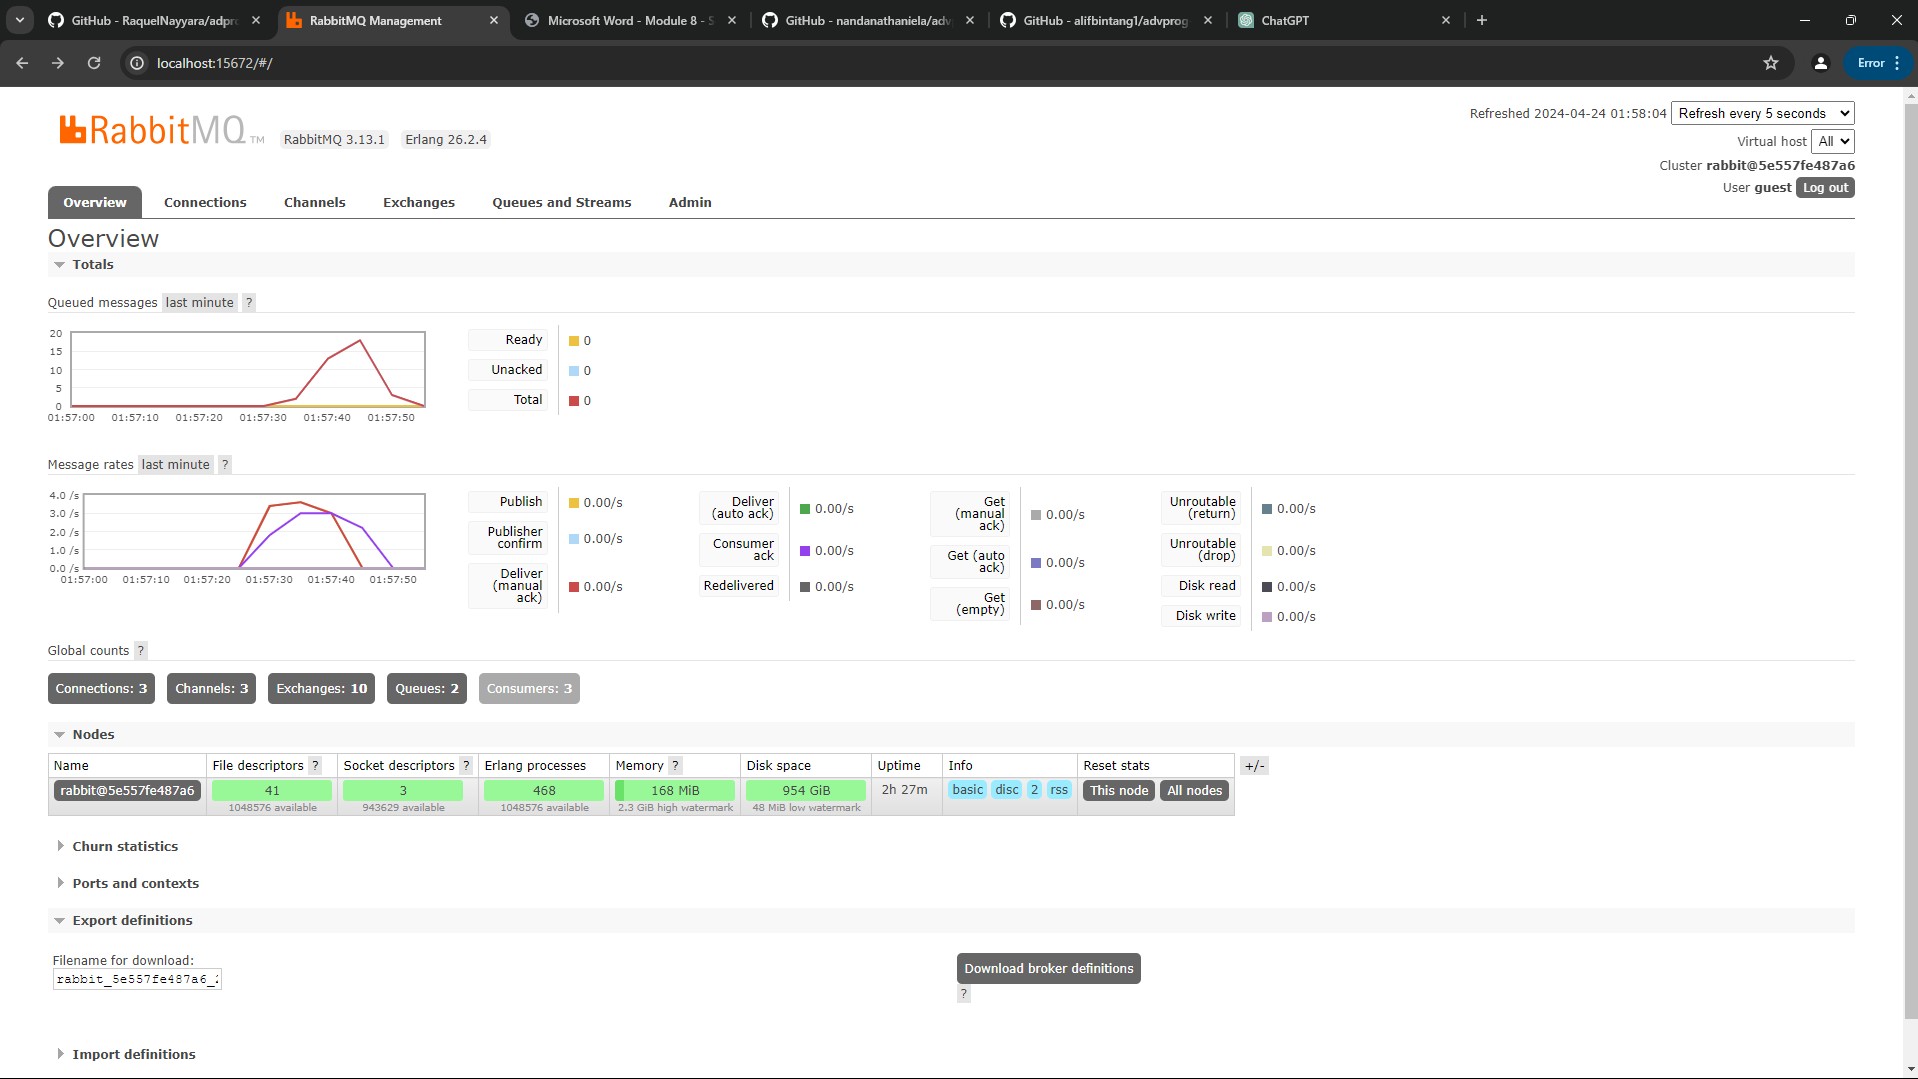 GitHub - RaquelNayyara/adpro
RabbitMQ Management
Microsoft Word - Module 8 - S
GitHub - nandanathaniela/adv
GitHub - alifbintang1/advprog
ChatGPT
localhost:15672/#/
Error
RabbitMQ TM
RabbitMQ 3.13.1
Erlang 26.2.4
Refreshed 2024-04-24 01:58:04
Refresh every 5 seconds
Virtual host
All
Cluster rabbit@5e557fe487a6
User guest
Log out
Overview
Connections
Channels
Exchanges
Queues and Streams
Admin
Overview
Totals
Queued messages last minute ?
20
15
10
5
0
01:57:00 01:57:10 01:57:20 01:57:30 01:57:40 01:57:50
Ready 0
Unacked 0
Total 0
Message rates last minute ?
4.0 /s
3.0 /s
2.0 /s
1.0 /s
0.0 /s
01:57:00 01:57:10 01:57:20 01:57:30 01:57:40 01:57:50
Publish 0.00/s
Publisher
confirm 0.00/s
Deliver
(manual
ack) 0.00/s
Deliver
(auto ack) 0.00/s
Consumer
ack 0.00/s
Redelivered 0.00/s
Get
(manual
ack) 0.00/s
Get (auto
ack) 0.00/s
Get
(empty) 0.00/s
Unroutable
(return) 0.00/s
Unroutable
(drop) 0.00/s
Disk read 0.00/s
Disk write 0.00/s
Global counts ?
Connections: 3
Channels: 3
Exchanges: 10
Queues: 2
Consumers: 3
Nodes
Name File descriptors ? Socket descriptors ? Erlang processes Memory ? Disk space Uptime Info Reset stats +/-
rabbit@5e557fe487a6 41 3 468 168 MiB 954 GiB 2h 27m basic disc 2 rss This node All nodes
1048576 available 943629 available 1048576 available 2.3 GiB high watermark 48 MiB low watermark
Churn statistics
Ports and contexts
Export definitions
Filename for download:
rabbit_5e557fe487a6_2
Download broker definitions
?
Import definitions